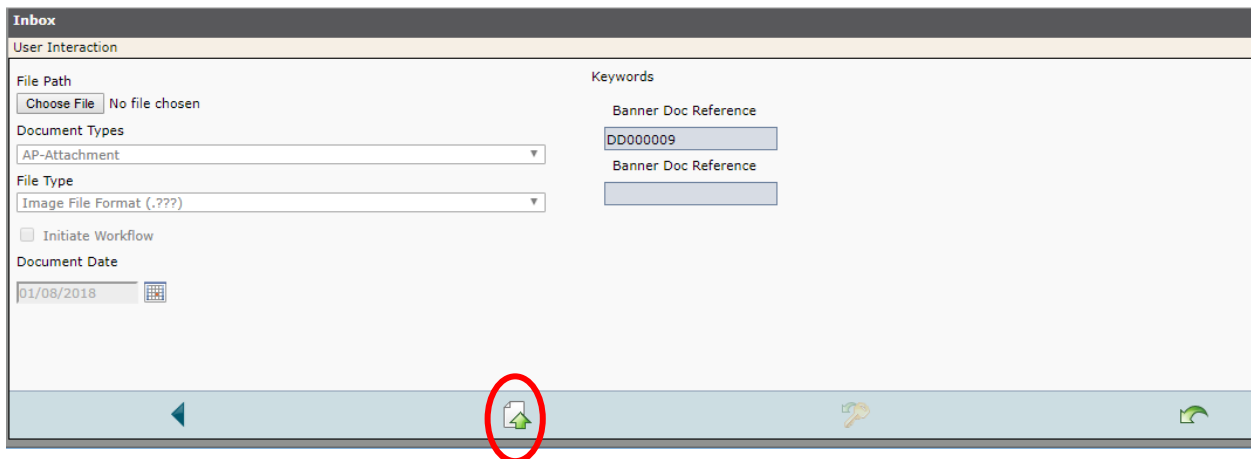 Inbox
User Interaction
File Path
Choose File No file chosen
Document Types
AP-Attachment
File Type
Image File Format (.???)
Initiate Workflow
Document Date
01/08/2018
Keywords
Banner Doc Reference
DD000009
Banner Doc Reference